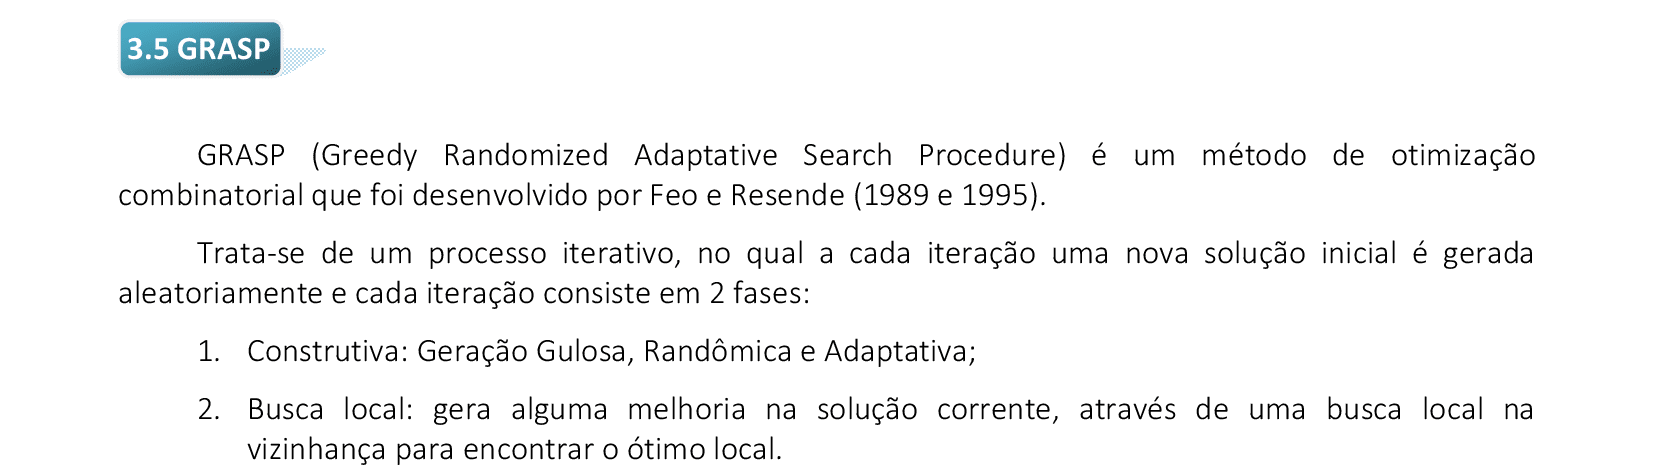 3.5 GRASP
GRASP (Greedy Randomized Adaptative Search Procedure) é um método de otimização
combinatorial que foi desenvolvido por Feo e Resende (1989 e 1995).
Trata-se de um processo iterativo, no qual a cada iteração uma nova solução inicial é gerada
aleatoriamente e cada iteração consiste em 2 fases:
1. Construtiva: Geração Gulosa, Randômica e Adaptativa;
2. Busca local: gera alguma melhoria na solução corrente, através de uma busca local na
vizinhança para encontrar o ótimo local.